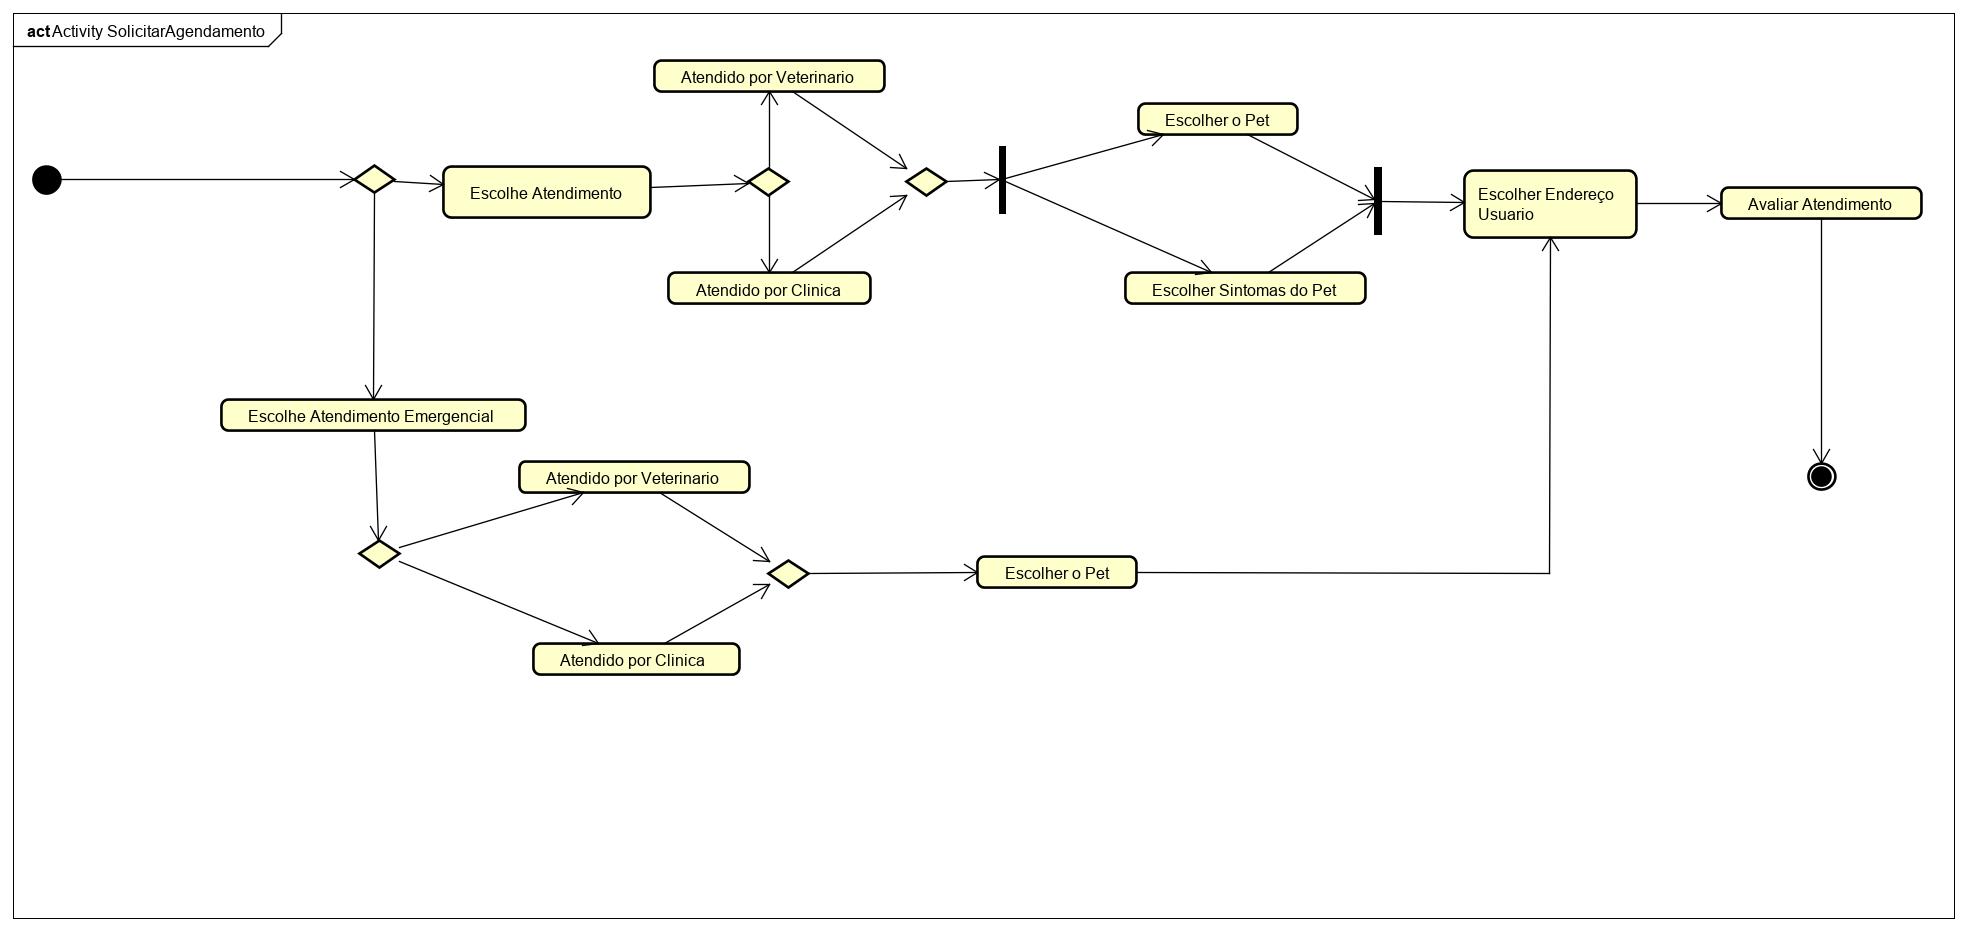 act Activity SolicitarAgendamento
Atendido por Veterinario
Escolher o Pet
Escolhe Atendimento
Escolher Endereço
Usuario
Avaliar Atendimento
Atendido por Clinica
Escolher Sintomas do Pet
Escolhe Atendimento Emergencial
Atendido por Veterinario
Escolher o Pet
Atendido por Clinica